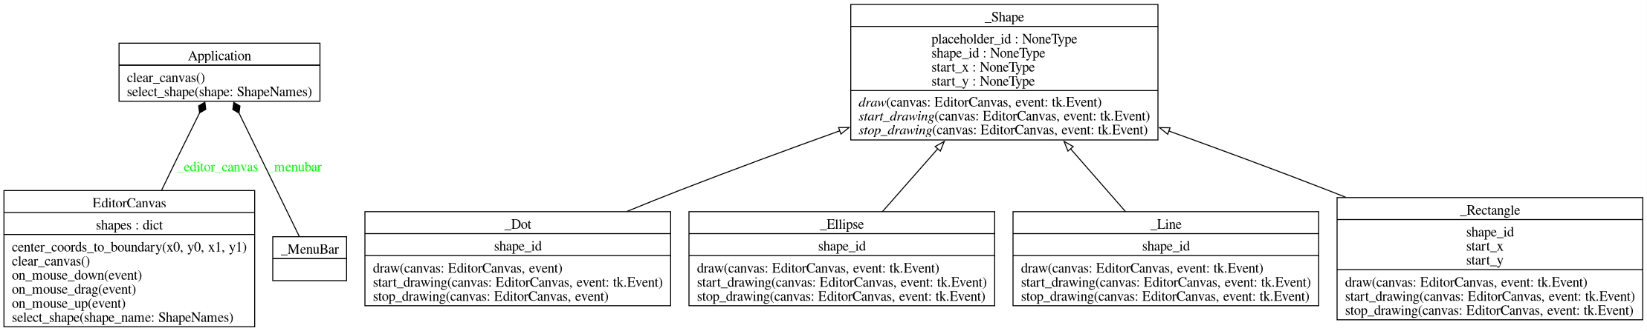 Application
clear_canvas()
select_shape(shape: ShapeNames)
_editor_canvas
_menubar
EditorCanvas
shapes : dict
center_coords_to_boundary(x0, y0, x1, y1)
clear_canvas()
on_mouse_down(event)
on_mouse_drag(event)
on_mouse_up(event)
select_shape(shape_name: ShapeNames)
_MenuBar
_Shape
placeholder_id : NoneType
shape_id : NoneType
start_x : NoneType
start_y : NoneType
draw(canvas: EditorCanvas, event: tk.Event)
start_drawing(canvas: EditorCanvas, event: tk.Event)
stop_drawing(canvas: EditorCanvas, event: tk.Event)
_Dot
shape_id
draw(canvas: EditorCanvas, event)
start_drawing(canvas: EditorCanvas, event: tk.Event)
stop_drawing(canvas: EditorCanvas, event)
_Ellipse
shape_id
draw(canvas: EditorCanvas, event: tk.Event)
start_drawing(canvas: EditorCanvas, event: tk.Event)
stop_drawing(canvas: EditorCanvas, event: tk.Event)
_Line
shape_id
draw(canvas: EditorCanvas, event: tk.Event)
start_drawing(canvas: EditorCanvas, event: tk.Event)
stop_drawing(canvas: EditorCanvas, event: tk.Event)
_Rectangle
shape_id
start_x
start_y
draw(canvas: EditorCanvas, event: tk.Event)
start_drawing(canvas: EditorCanvas, event: tk.Event)
stop_drawing(canvas: EditorCanvas, event: tk.Event)